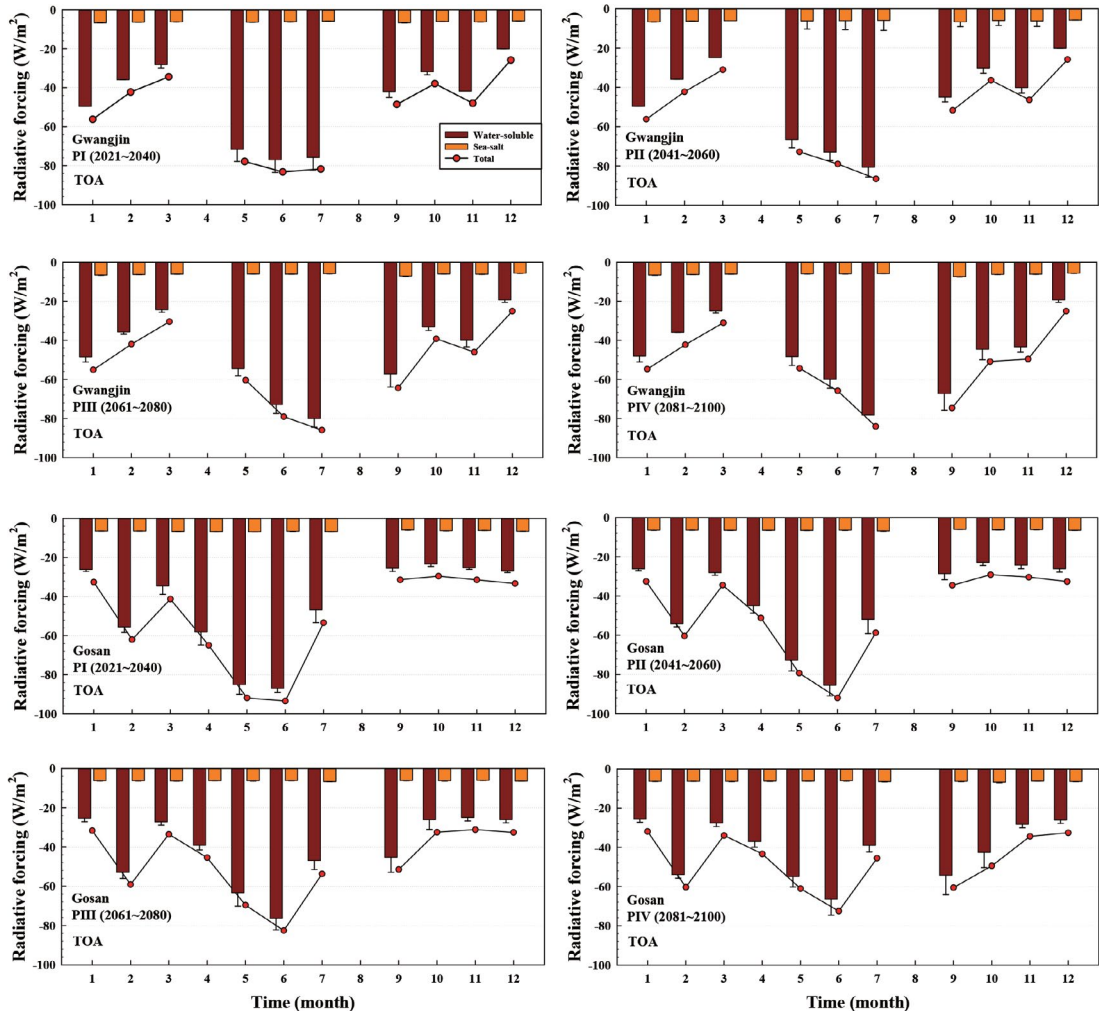 Radiative forcing (W/m2)
0
-20
-40
-60
-80
-100
Gwangjin
PI (2021~2040)
TOA
Water-soluble
Sea-salt
Total
1 2 3 4 5 6 7 8 9 10 11 12
Radiative forcing (W/m2)
0
-20
-40
-60
-80
-100
Gwangjin
PII (2041~2060)
TOA
1 2 3 4 5 6 7 8 9 10 11 12
Radiative forcing (W/m2)
0
-20
-40
-60
-80
-100
Gwangjin
PIII (2061~2080)
TOA
1 2 3 4 5 6 7 8 9 10 11 12
Radiative forcing (W/m2)
0
-20
-40
-60
-80
-100
Gwangjin
PIV (2081~2100)
TOA
1 2 3 4 5 6 7 8 9 10 11 12
Radiative forcing (W/m2)
0
-20
-40
-60
-80
-100
Gosan
PI (2021~2040)
TOA
1 2 3 4 5 6 7 8 9 10 11 12
Radiative forcing (W/m2)
0
-20
-40
-60
-80
-100
Gosan
PII (2041~2060)
TOA
1 2 3 4 5 6 7 8 9 10 11 12
Radiative forcing (W/m2)
0
-20
-40
-60
-80
-100
Gosan
PIII (2061~2080)
TOA
1 2 3 4 5 6 7 8 9 10 11 12
Time (month)
Radiative forcing (W/m2)
0
-20
-40
-60
-80
-100
Gosan
PIV (2081~2100)
TOA
1 2 3 4 5 6 7 8 9 10 11 12
Time (month)